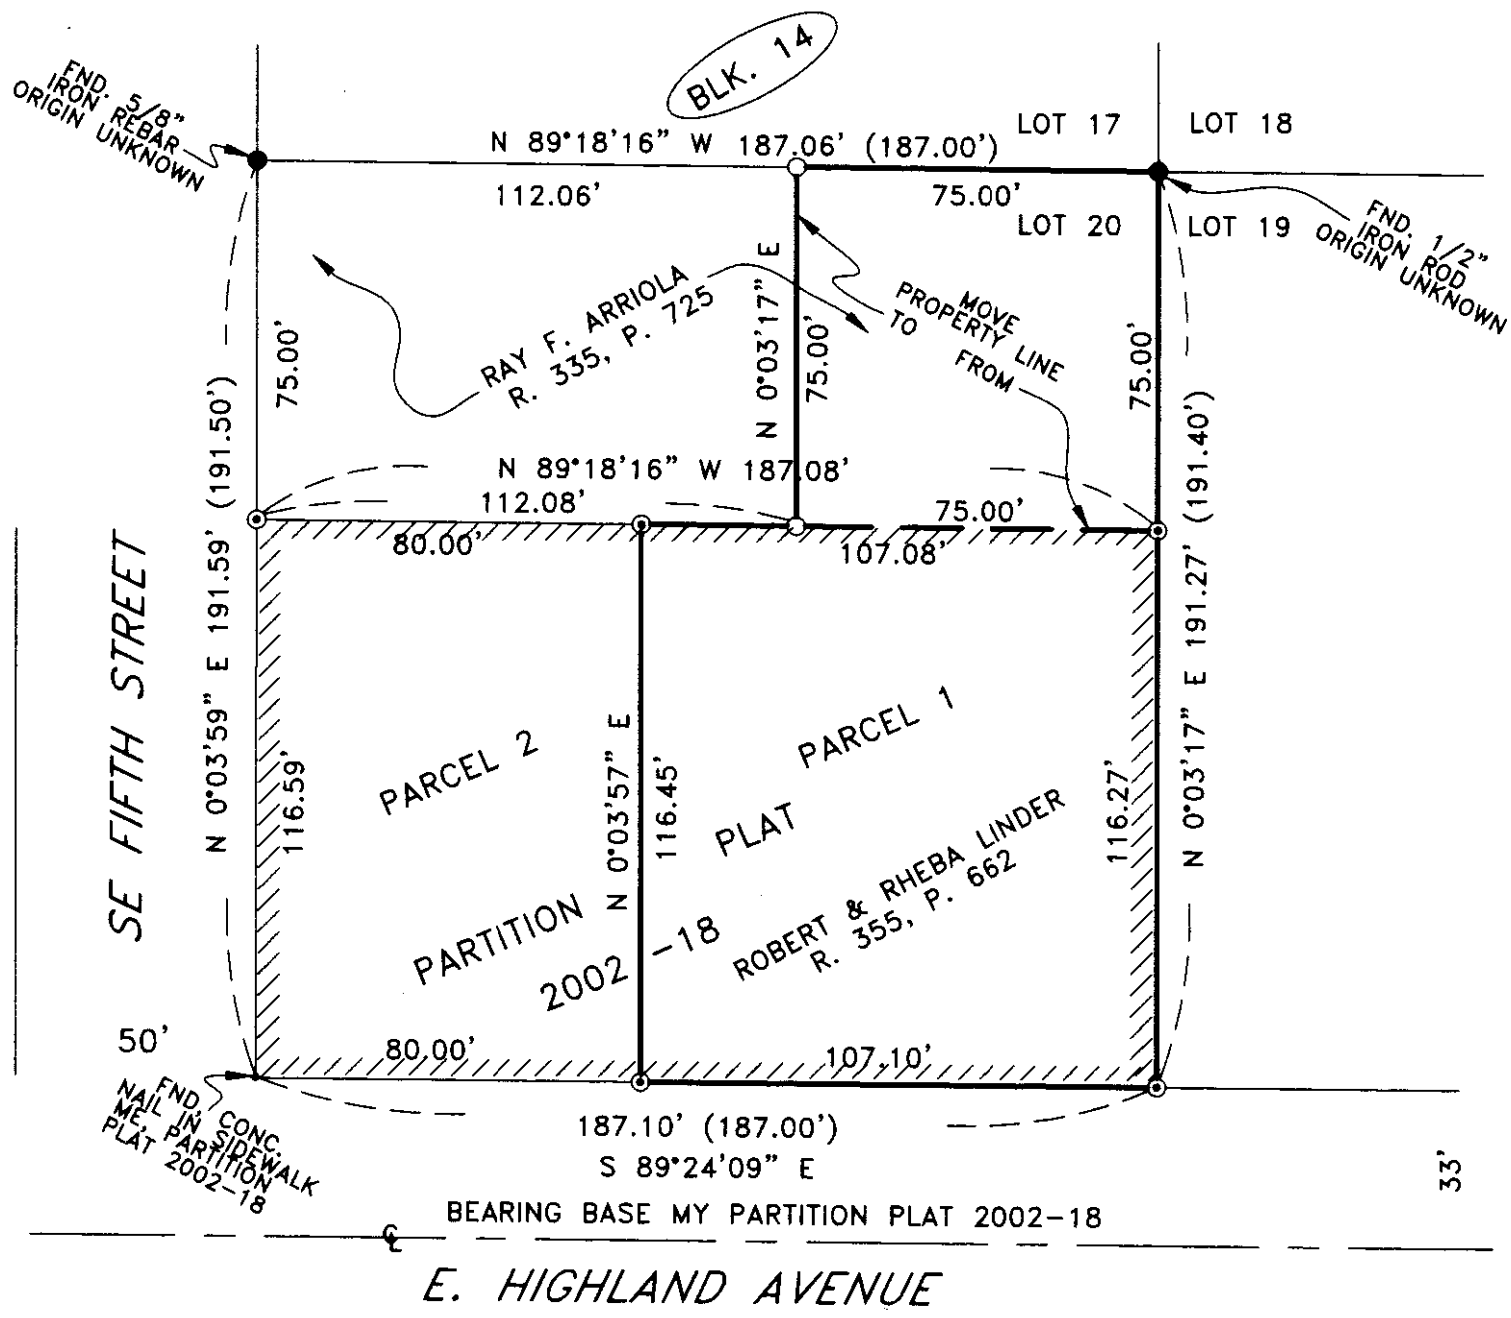 BLK. 14
FND. 5/8"
IRON REBAR
ORIGIN UNKNOWN
N 89°18'16" W 187.06' (187.00')
LOT 17
LOT 18
112.06'
75.00'
LOT 20
LOT 19
FND. 1/2"
IRON ROD
ORIGIN UNKNOWN
RAY F. ARRIOLA
R. 335, P. 725
MOVE
PROPERTY LINE
TO FROM
75.00'
N 0°03'17" E
75.00'
75.00'
N 89°18'16" W 187.08'
112.08'
75.00'
80.00'
107.08'
SE FIFTH STREET
N 0°03'59" E 191.59' (191.50')
116.59'
PARCEL 2
N 0°03'57" E
116.45'
PARCEL 1
PARTITION PLAT
2002-18
ROBERT & RHEBA LINDER
R. 355, P. 662
116.27'
N 0°03'17" E 191.27' (191.40')
50'
80.00'
107.10'
FND. CONC.
NAIL IN SIDEWALK
ME, PARTITION
PLAT 2002-18
187.10' (187.00')
S 89°24'09" E
33'
BEARING BASE MY PARTITION PLAT 2002-18
℄
E. HIGHLAND AVENUE